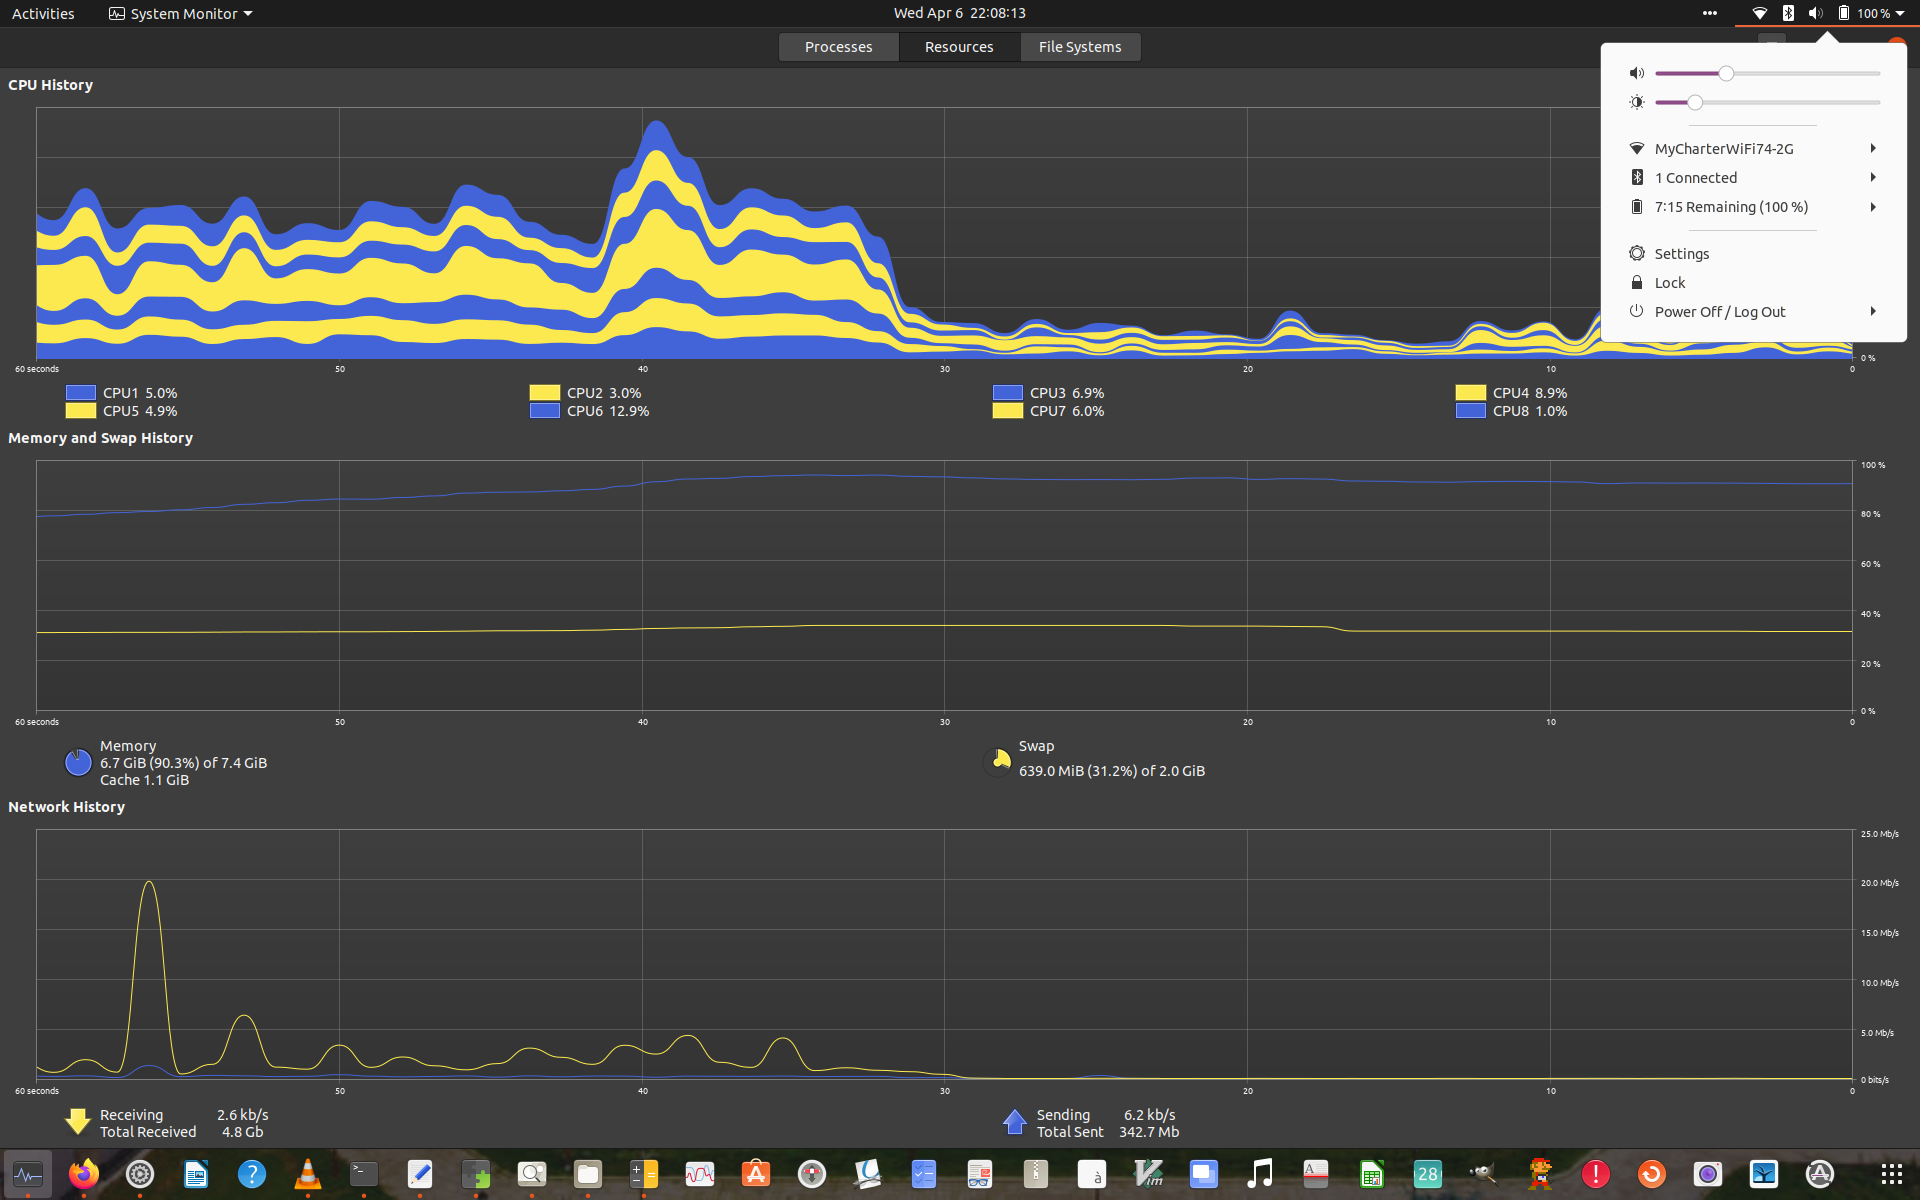 Activities System Monitor Wed Apr 6 22:08:13 100 %
Processes Resources File Systems
CPU History
MyCharterWiFi74-2G
1 Connected
7:15 Remaining (100 %)
Settings
Lock
Power Off / Log Out
0 %
60 seconds 50 40 30 20 10 0
CPU1 5.0% CPU2 3.0% CPU3 6.9% CPU4 8.9%
CPU5 4.9% CPU6 12.9% CPU7 6.0% CPU8 1.0%
Memory and Swap History
100 %
80 %
60 %
40 %
20 %
0 %
60 seconds 50 40 30 20 10 0
Memory
6.7 GiB (90.3%) of 7.4 GiB
Cache 1.1 GiB
Swap
639.0 MiB (31.2%) of 2.0 GiB
Network History
25.0 Mb/s
20.0 Mb/s
15.0 Mb/s
10.0 Mb/s
5.0 Mb/s
0 bits/s
60 seconds 50 40 30 20 10 0
Receiving 2.6 kb/s
Total Received 4.8 Gb
Sending 6.2 kb/s
Total Sent 342.7 Mb
? >_ A à Vim A 28 !